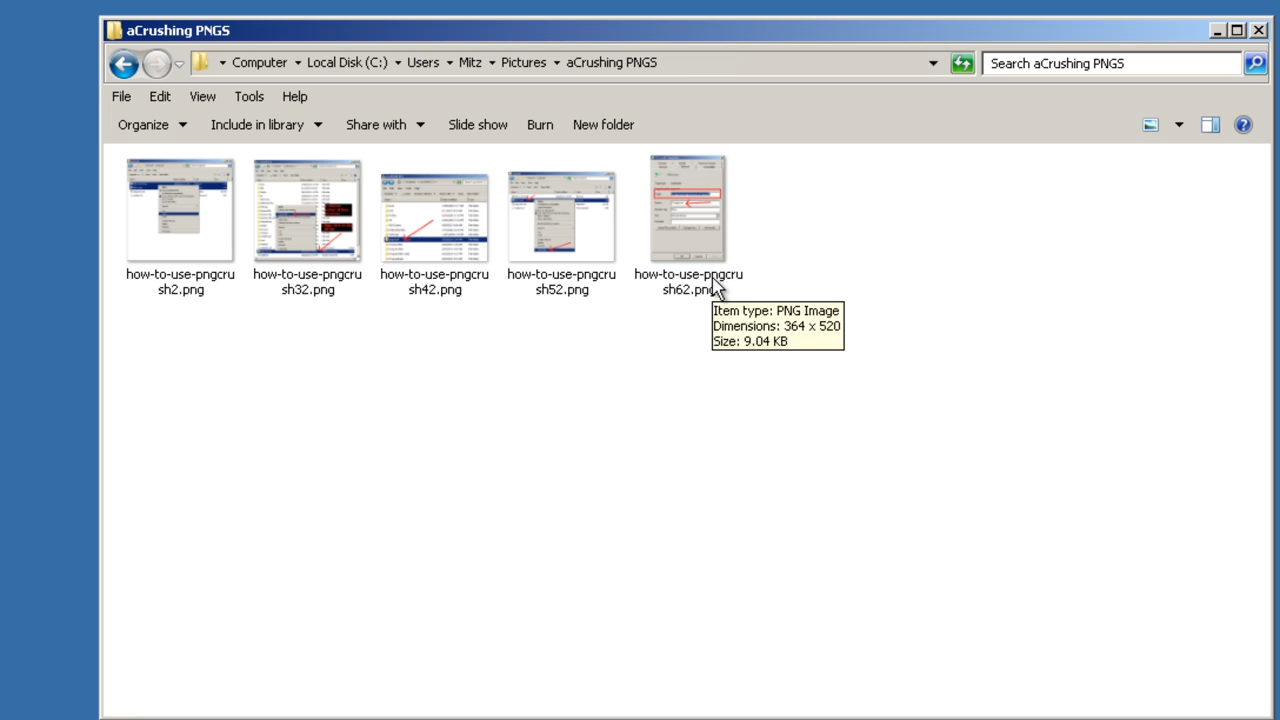 aCrushing PNGS
Computer Local Disk (C:) Users Mitz Pictures aCrushing PNGS
Search aCrushing PNGS
File Edit View Tools Help
Organize Include in library Share with Slide show Burn New folder
how-to-use-pngcru
sh2.png
how-to-use-pngcru
sh32.png
how-to-use-pngcru
sh42.png
how-to-use-pngcru
sh52.png
how-to-use-pngcru
sh62.png
Item type: PNG Image
Dimensions: 364 x 520
Size: 9.04 KB